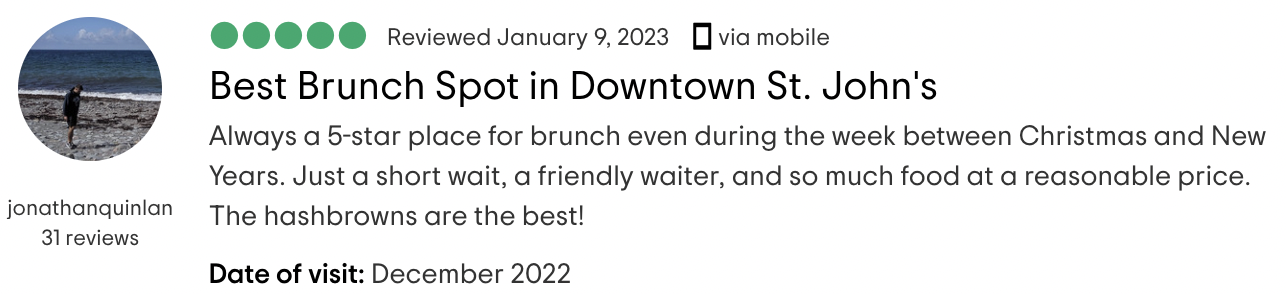 Reviewed January 9, 2023 via mobile
Best Brunch Spot in Downtown St. John's
Always a 5-star place for brunch even during the week between Christmas and New
Years. Just a short wait, a friendly waiter, and so much food at a reasonable price.
The hashbrowns are the best!
Date of visit: December 2022
jonathanquinlan
31 reviews